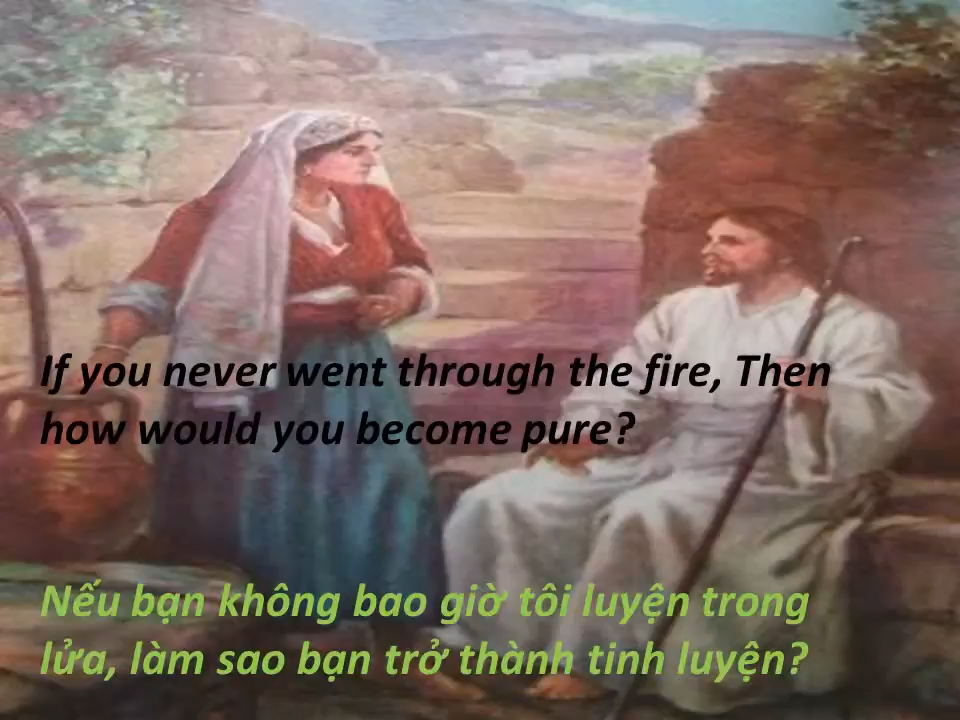 If you never went through the fire, Then
how would you become pure?
Nếu bạn không bao giờ tôi luyện trong
lửa, làm sao bạn trở thành tinh luyện?